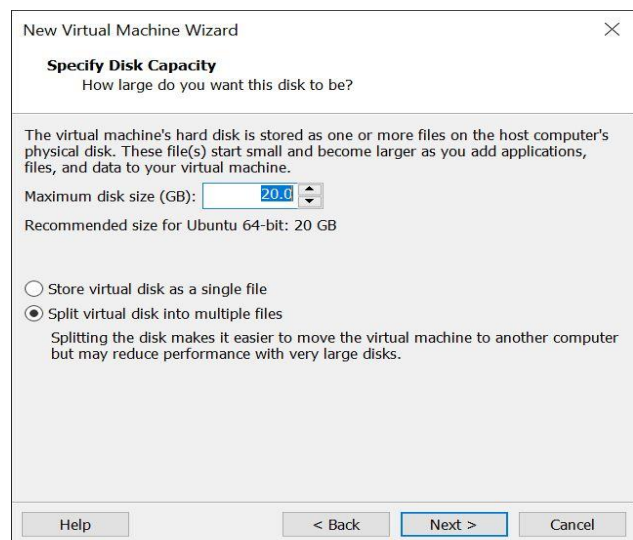 New Virtual Machine Wizard
Specify Disk Capacity
How large do you want this disk to be?
The virtual machine's hard disk is stored as one or more files on the host computer's
physical disk. These file(s) start small and become larger as you add applications,
files, and data to your virtual machine.
Maximum disk size (GB): 20.0
Recommended size for Ubuntu 64-bit: 20 GB
Store virtual disk as a single file
Split virtual disk into multiple files
Splitting the disk makes it easier to move the virtual machine to another computer
but may reduce performance with very large disks.
Help < Back Next > Cancel